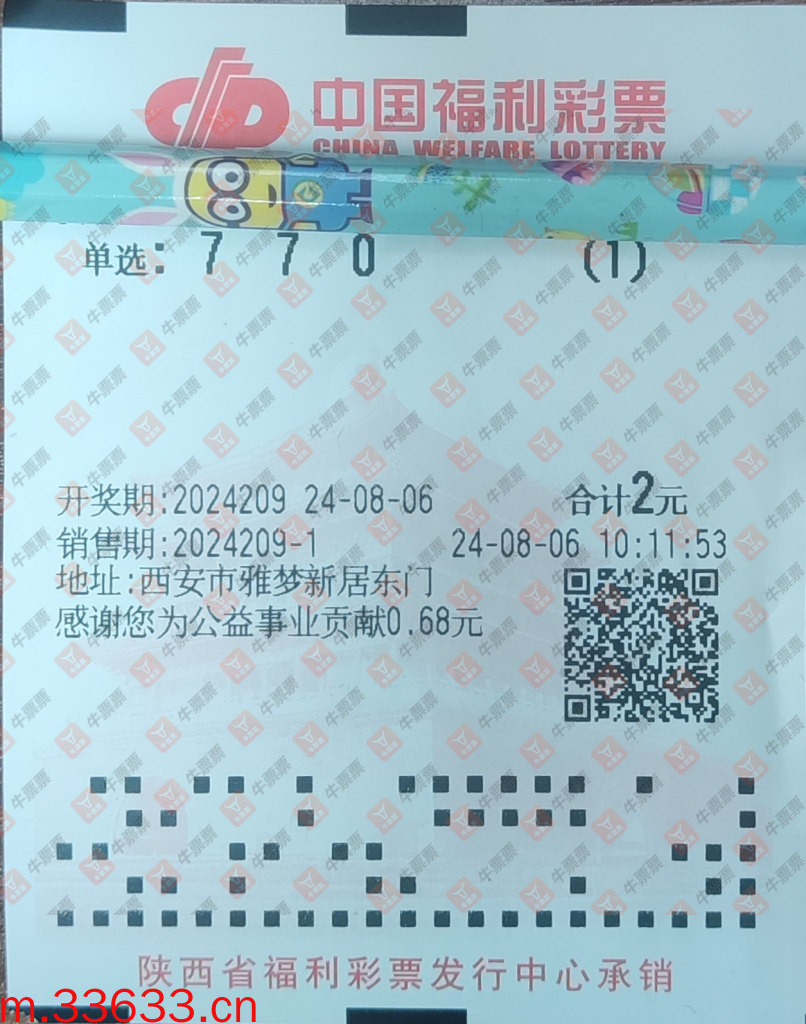 中国福利彩票
CHINA WELFARE LOTTERY
单选: 7 7 0 (1)
开奖期:2024209 24-08-06 合计2元
销售期:2024209-1 24-08-06 10:11:53
地址:西安市雅梦新居东门
感谢您为公益事业贡献0.68元
陕西省福利彩票发行中心承销
m.33633.cn
牛票票